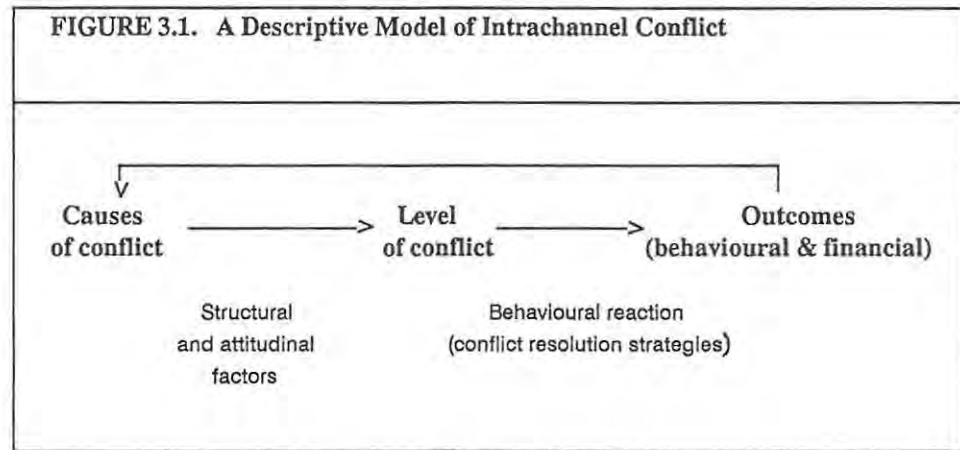 FIGURE 3.1. A Descriptive Model of Intrachannel Conflict
Causes
of conflict
Level
of conflict
Outcomes
(behavioural & financial)
Structural
and attitudinal
factors
Behavioural reaction
(conflict resolution strategies)